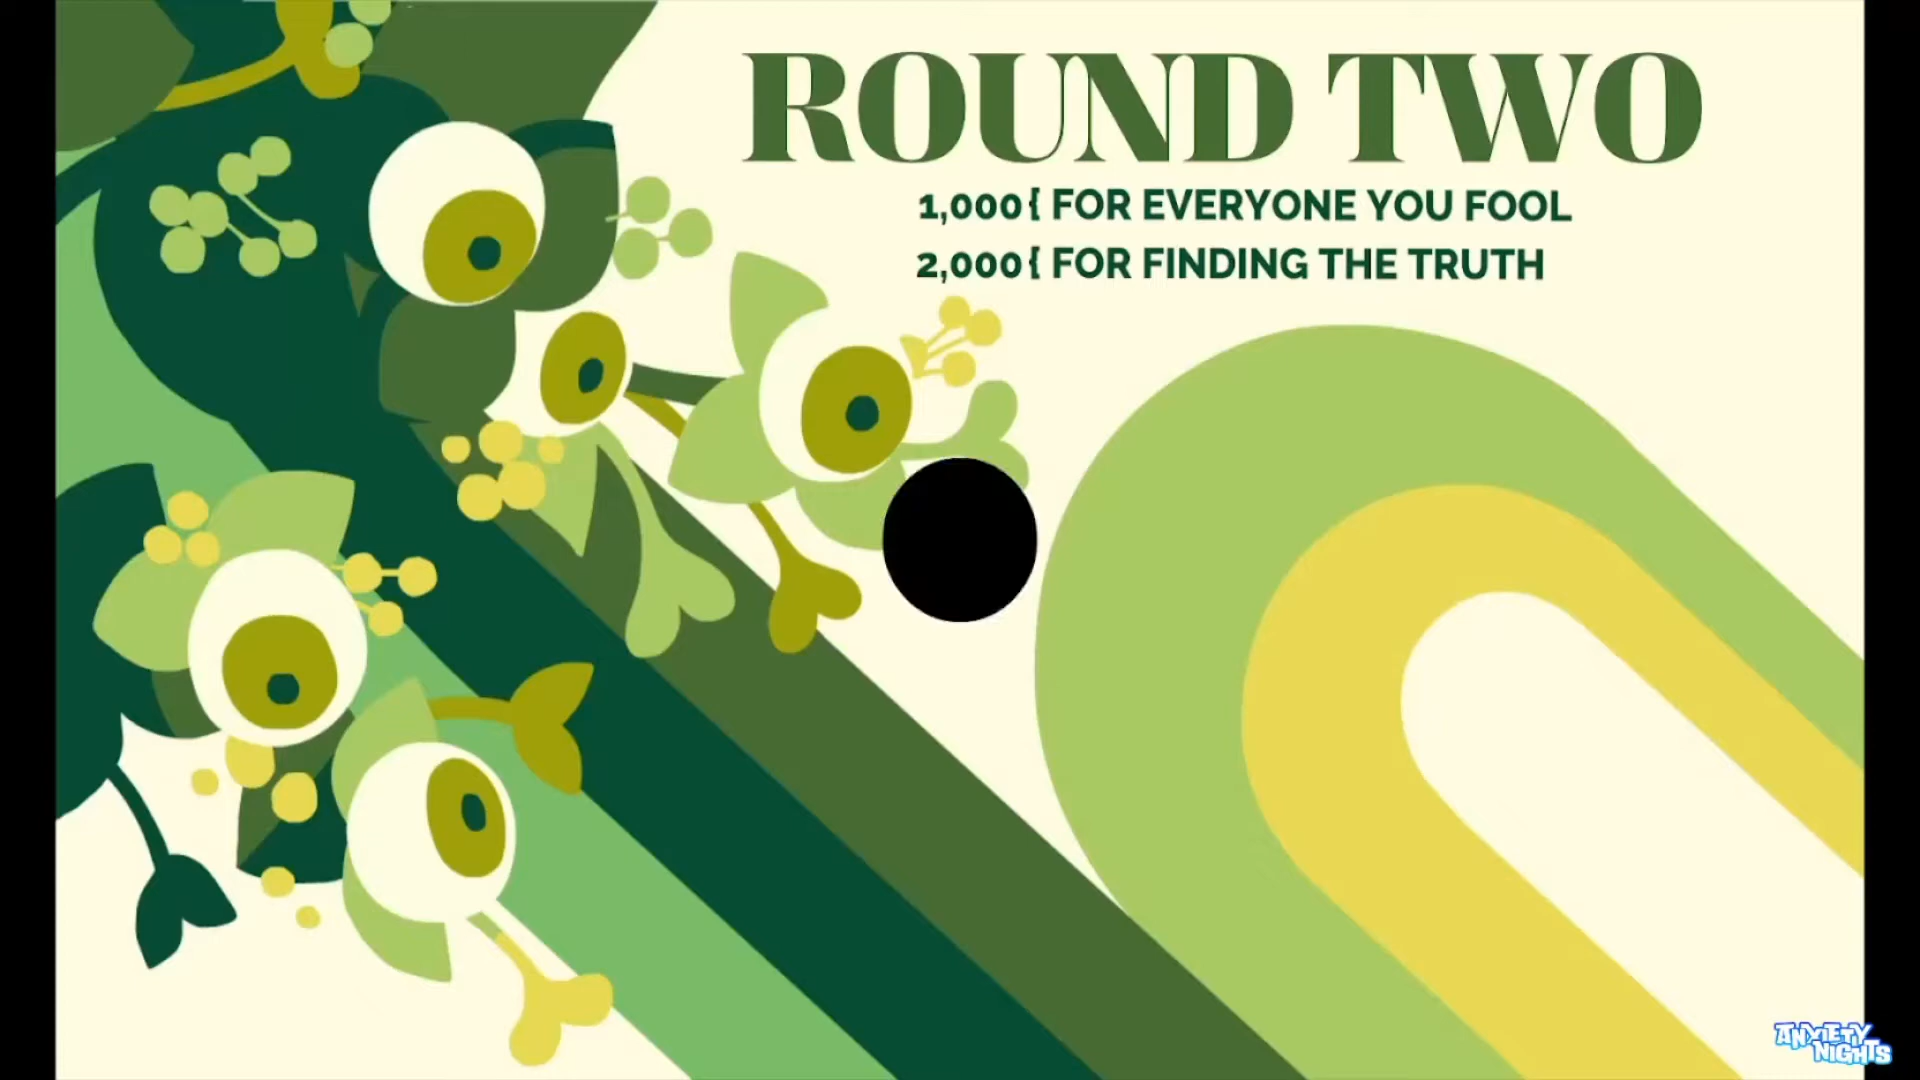 ROUND TWO
1,000{ FOR EVERYONE YOU FOOL
2,000{ FOR FINDING THE TRUTH
ANXIETY
NIGHTS